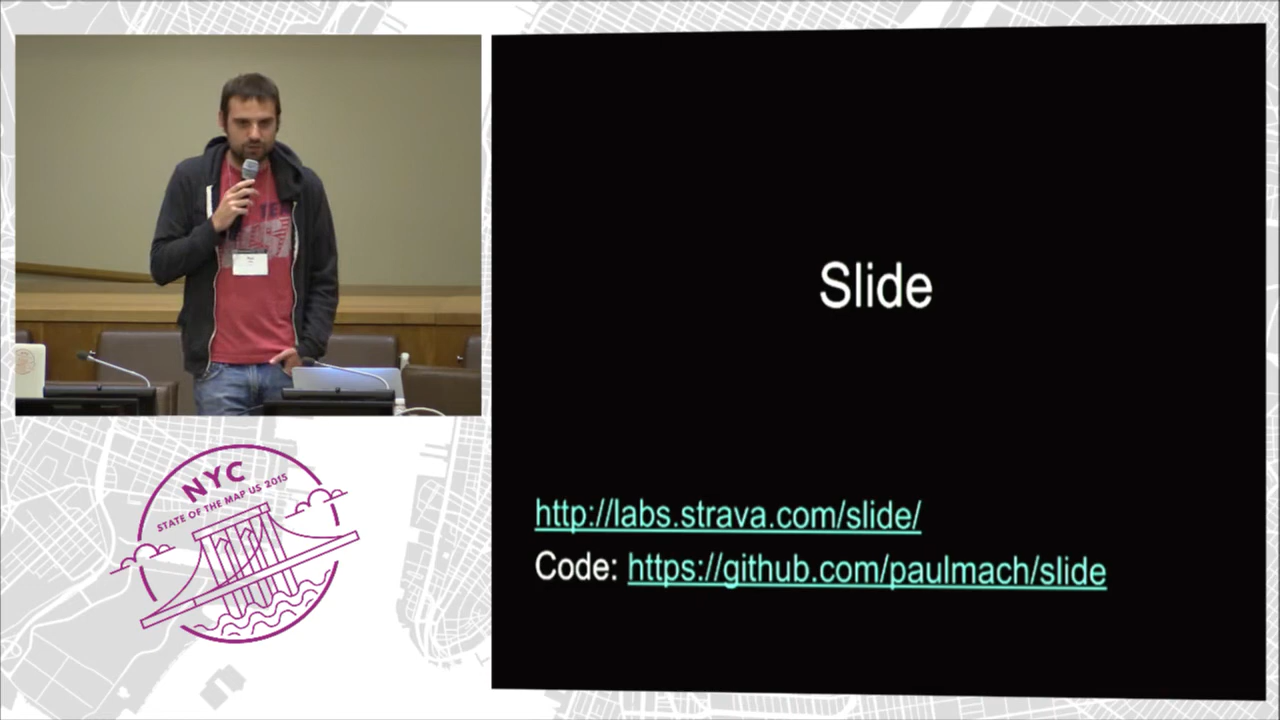 Slide
http://labs.strava.com/slide/
Code: https://github.com/paulmach/slide
NYC
STATE OF THE MAP US 2015